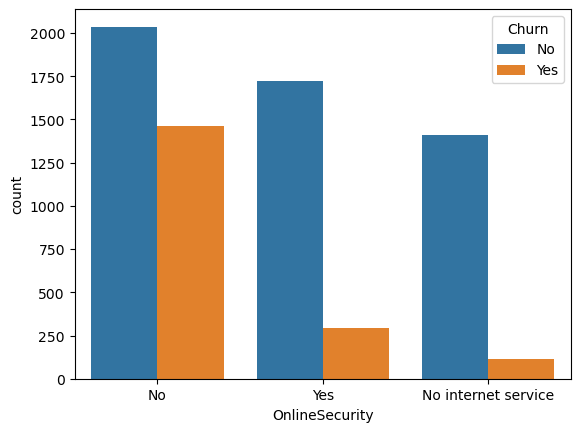 Churn
No
Yes
2000
1750
1500
1250
1000
750
500
250
0
count
No
Yes
No internet service
OnlineSecurity